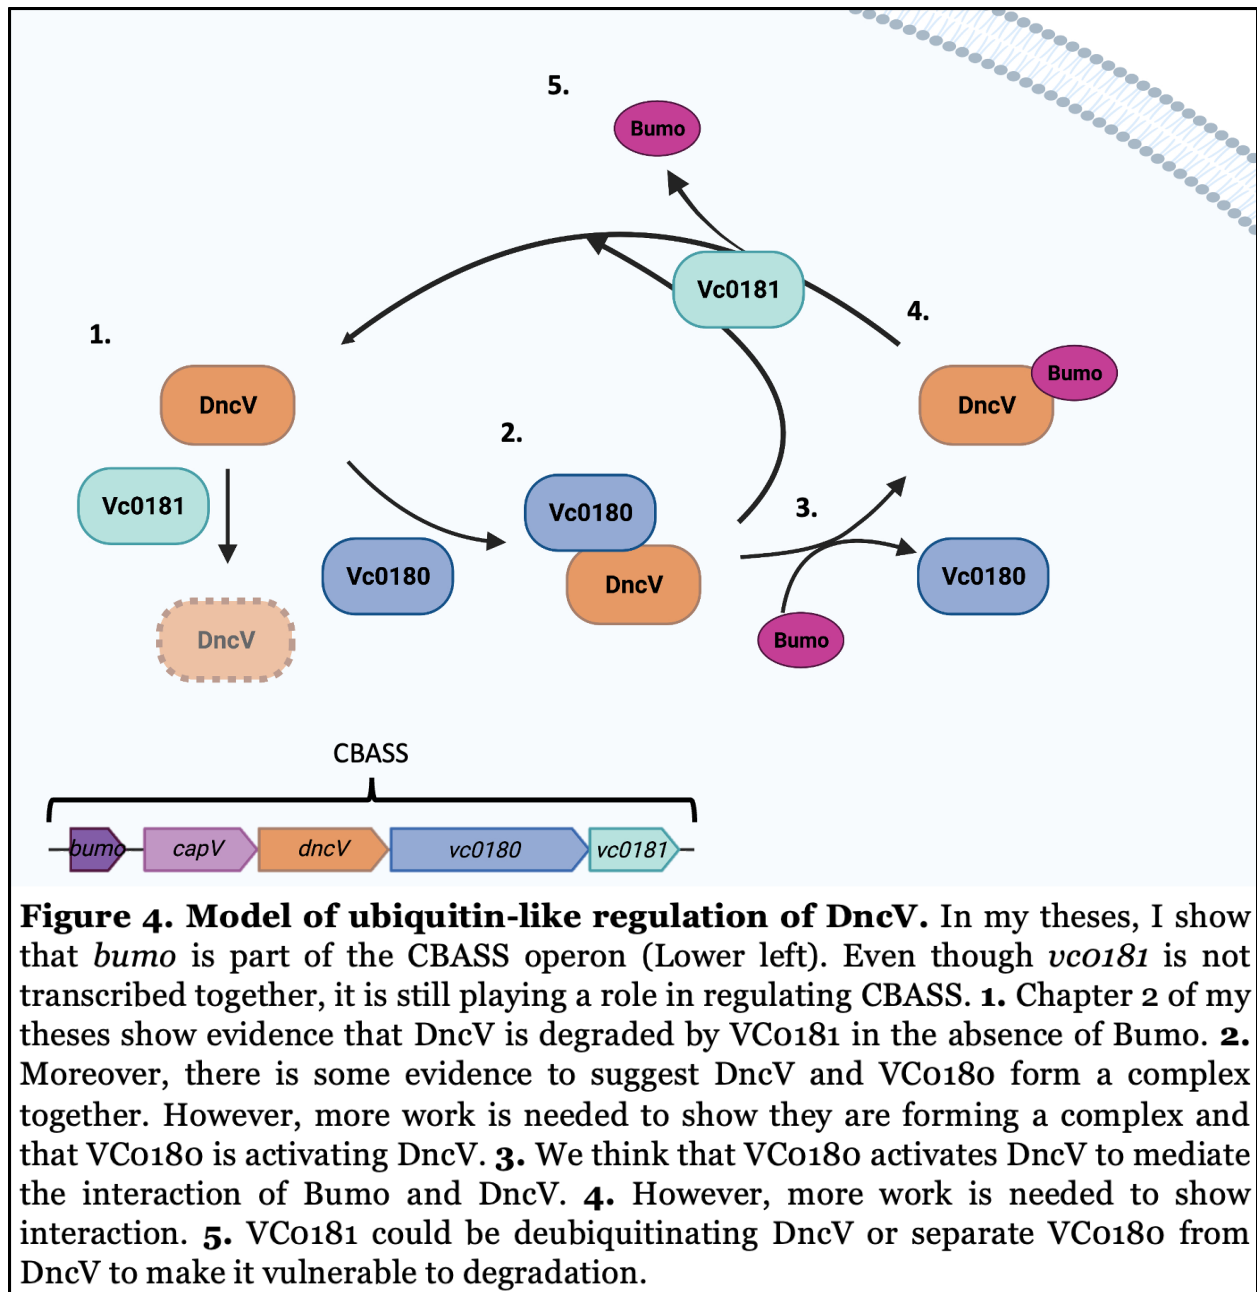 5.
Bumo
Vc0181
4.
1.
Bumo
DncV
DncV
2.
Vc0181
Vc0180
3.
Vc0180
Vc0180
DncV
DncV
Bumo
CBASS
bumo capV dncV vc0180 vc0181
Figure 4. Model of ubiquitin-like regulation of DncV. In my theses, I show
that bumo is part of the CBASS operon (Lower left). Even though vc0181 is not
transcribed together, it is still playing a role in regulating CBASS. 1. Chapter 2 of my
theses show evidence that DncV is degraded by VC0181 in the absence of Bumo. 2.
Moreover, there is some evidence to suggest DncV and VC0180 form a complex
together. However, more work is needed to show they are forming a complex and
that VC0180 is activating DncV. 3. We think that VC0180 activates DncV to mediate
the interaction of Bumo and DncV. 4. However, more work is needed to show
interaction. 5. VC0181 could be deubiquitinating DncV or separate VC0180 from
DncV to make it vulnerable to degradation.